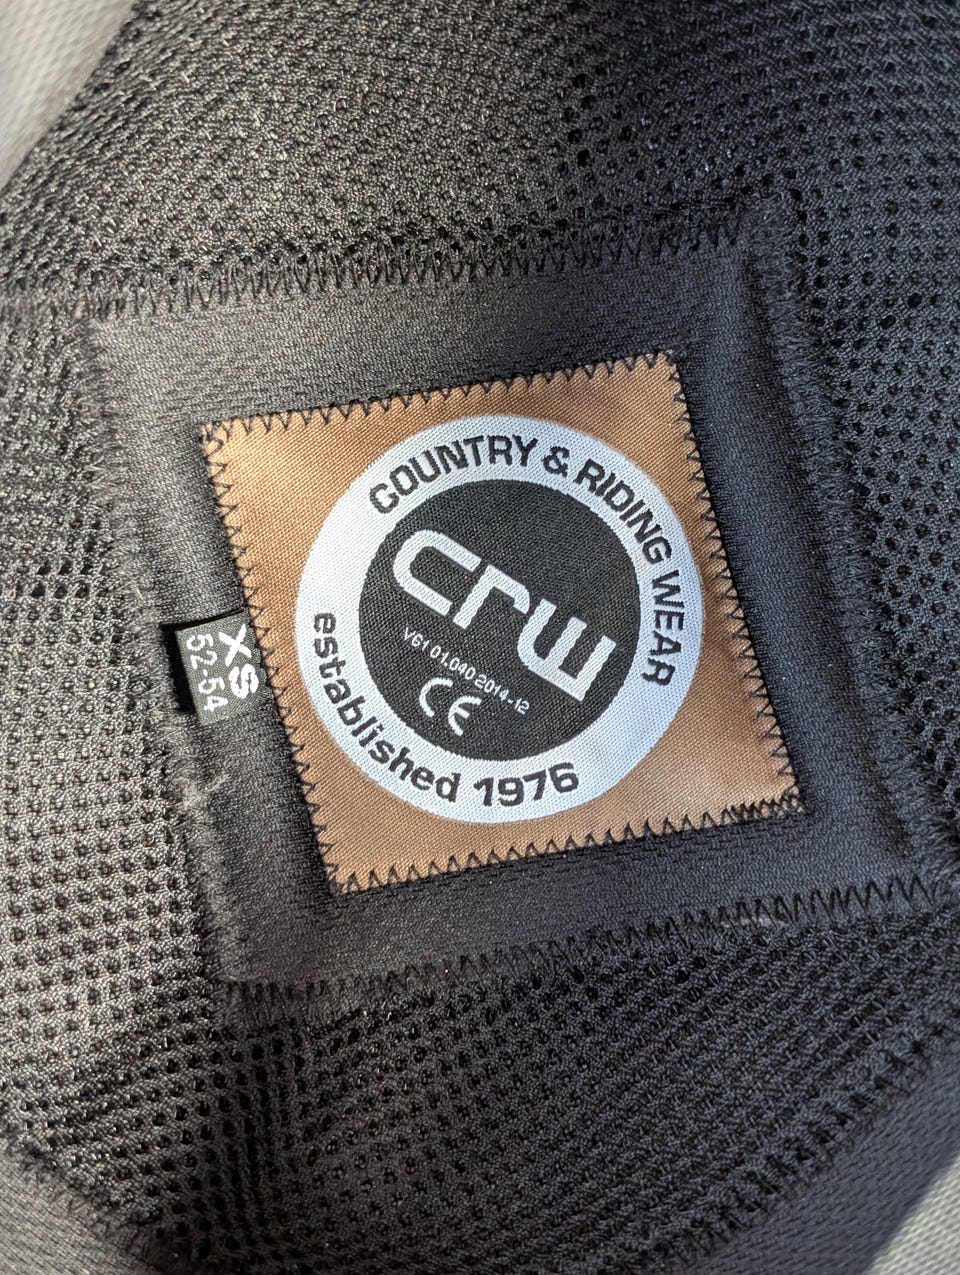 COUNTRY & RIDING WEAR
crw
VG1 01.040 2014-12
CE
established 1976
XS
52-54